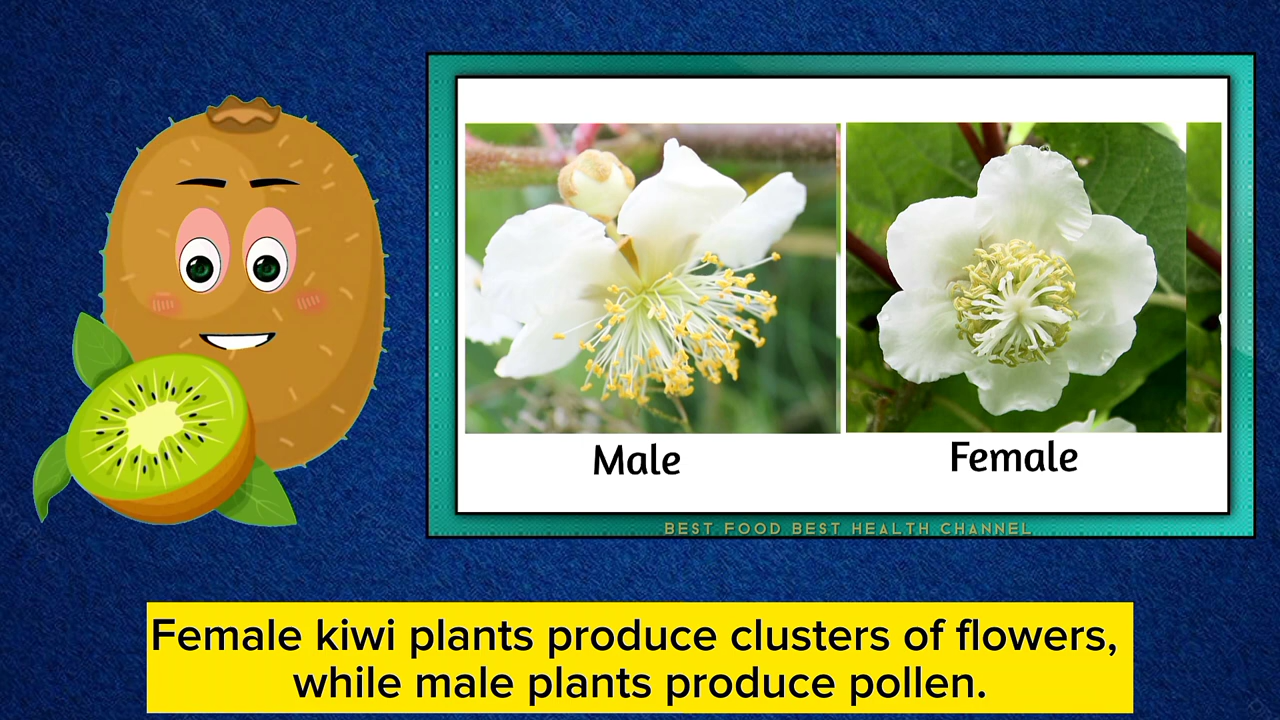 Male
Female
BEST FOOD BEST HEALTH CHANNEL
Female kiwi plants produce clusters of flowers,
while male plants produce pollen.